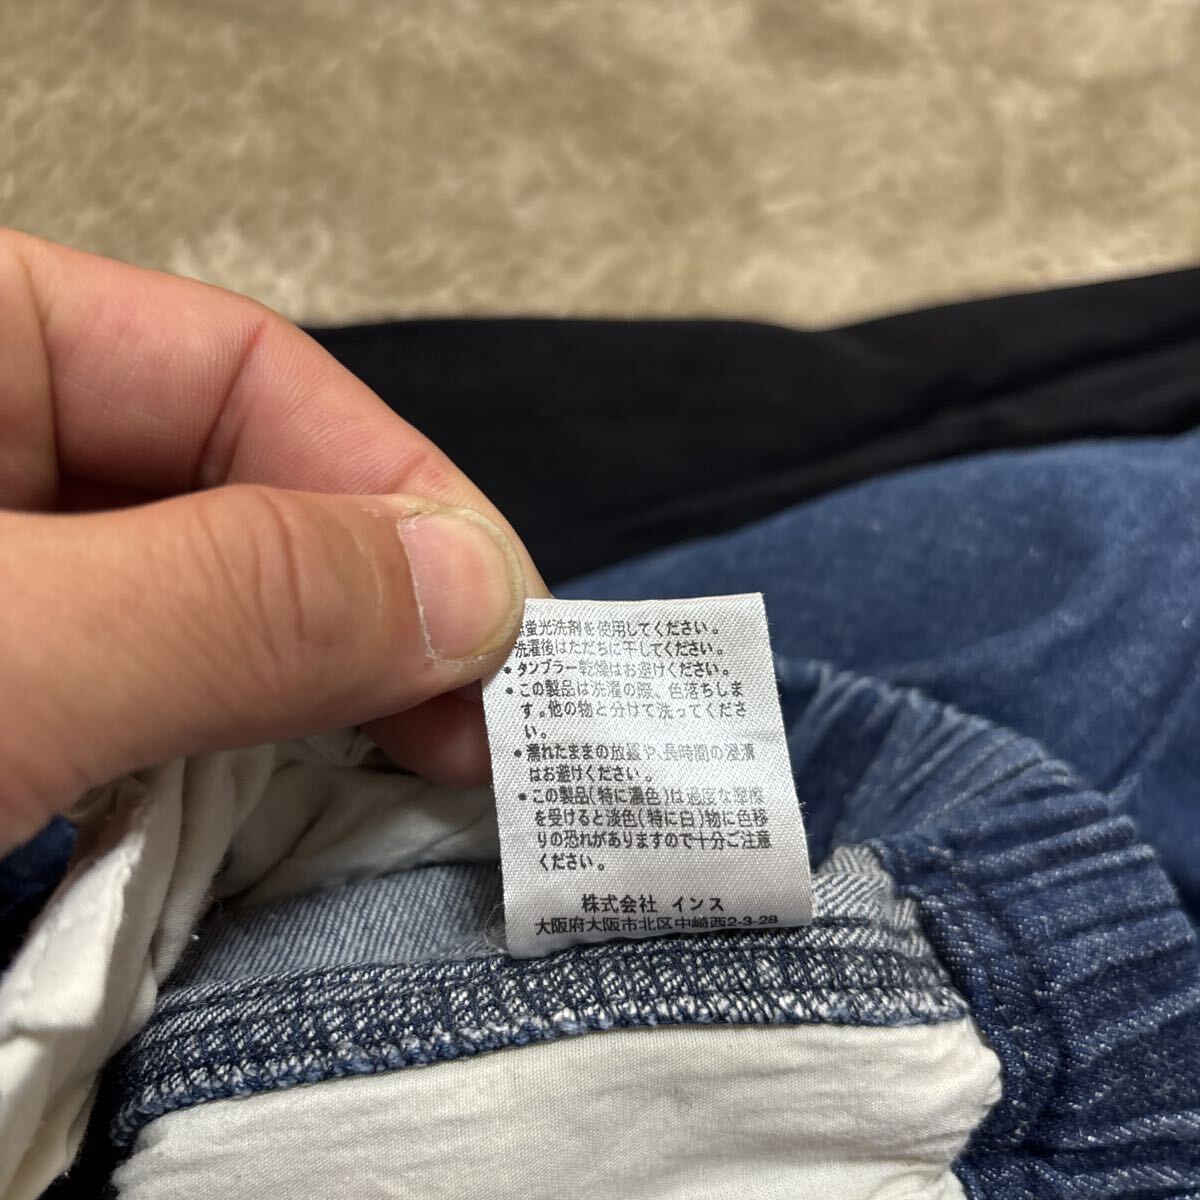 無蛍光洗剤を使用してください。
洗濯後はただちに干してください。
• タンブラー乾燥はお避けください。
• この製品は洗濯の際、色落ちしま
す。他の物と分けて洗ってくださ
い。
• 濡れたままの放置や、長時間の浸漬
はお避けください。
• この製品(特に濃色)は過度な摩擦
を受けると淡色(特に白)物に色移
りの恐れがありますので十分ご注意
ください。
株式会社 インス
大阪府大阪市北区中崎西2-3-28